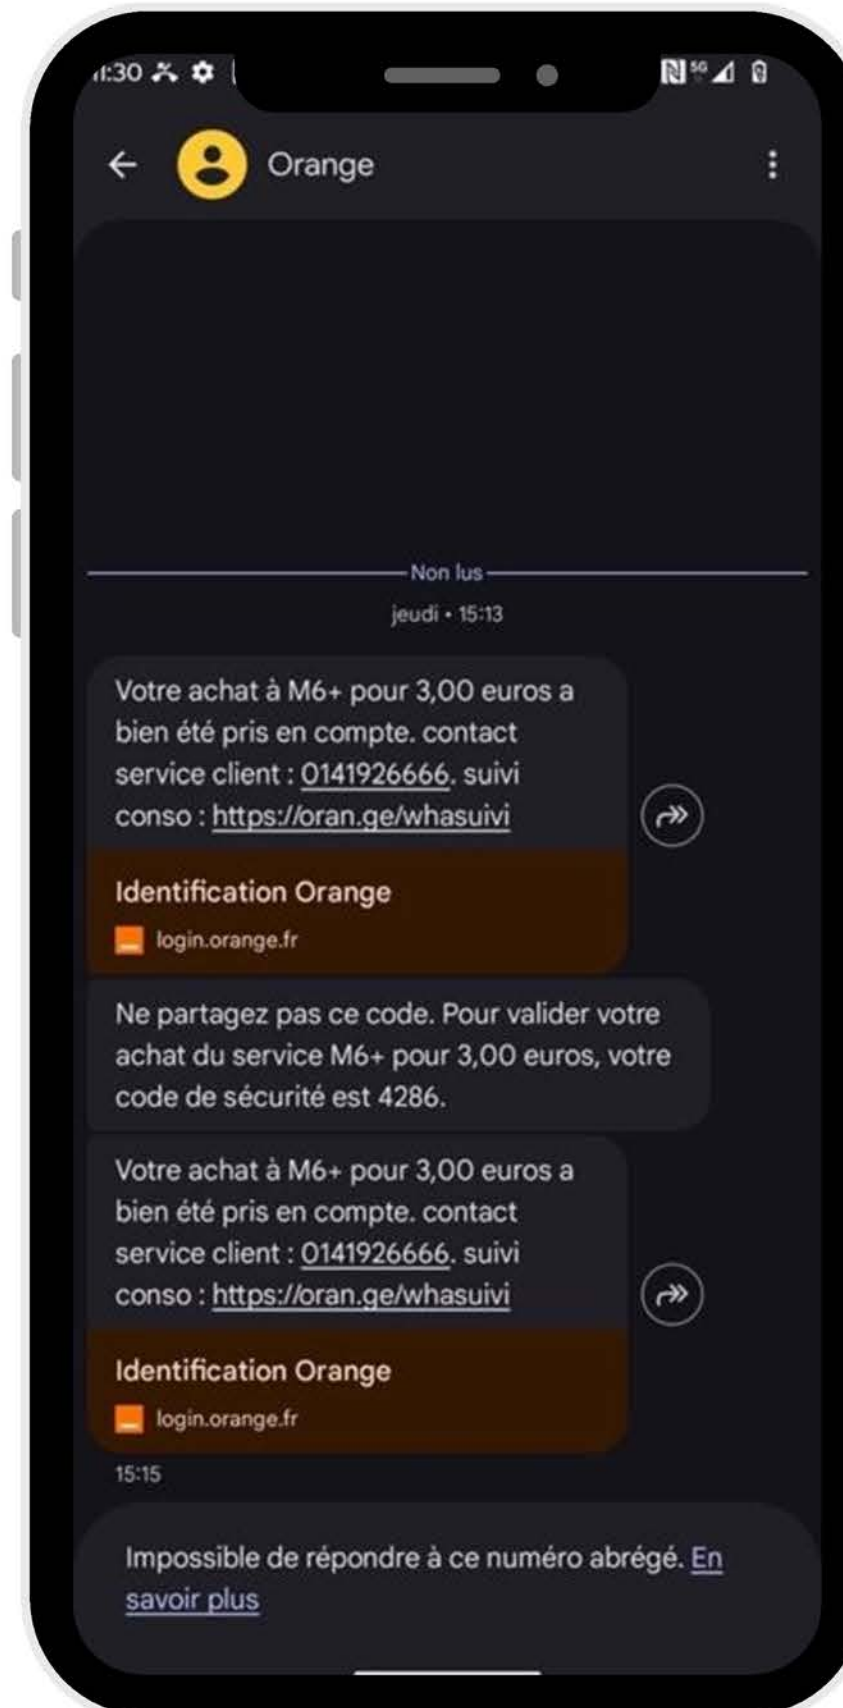 11:30
5G
Orange
Non lus
jeudi • 15:13
Votre achat à M6+ pour 3,00 euros a
bien été pris en compte. contact
service client : 0141926666. suivi
conso : https://oran.ge/whasuivi
Identification Orange
login.orange.fr
Ne partagez pas ce code. Pour valider votre
achat du service M6+ pour 3,00 euros, votre
code de sécurité est 4286.
Votre achat à M6+ pour 3,00 euros a
bien été pris en compte. contact
service client : 0141926666. suivi
conso : https://oran.ge/whasuivi
Identification Orange
login.orange.fr
15:15
Impossible de répondre à ce numéro abrégé. En
savoir plus